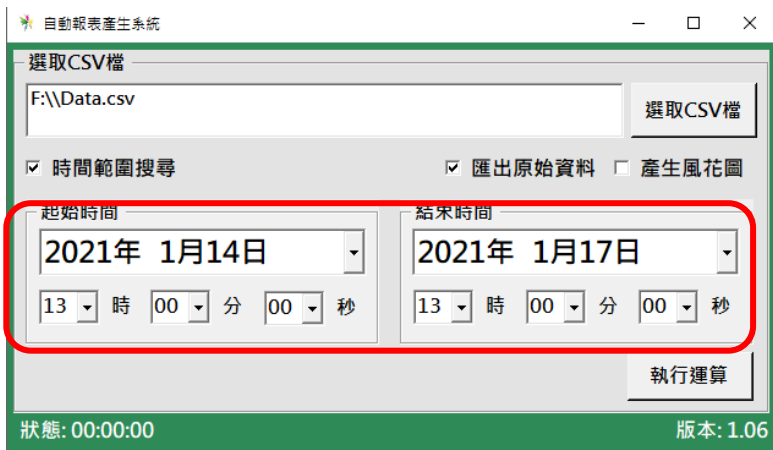 自動報表產生系統
選取CSV檔
F:\\Data.csv
選取CSV檔
時間範圍搜尋
匯出原始資料
產生風花圖
起始時間
結束時間
2021年 1月14日
2021年 1月17日
13 時 00 分 00 秒
13 時 00 分 00 秒
執行運算
狀態: 00:00:00
版本: 1.06